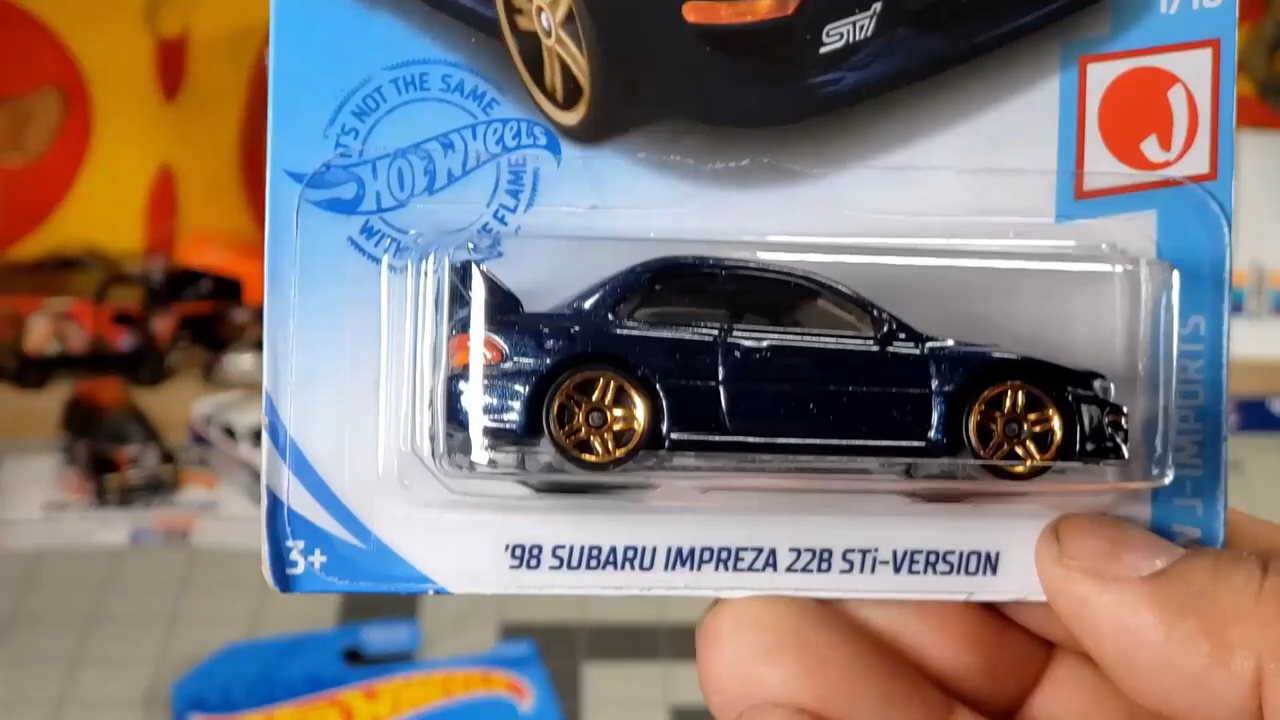 1/10
STi
IT'S NOT THE SAME
HOT WHEELS
WITH
FLAME
J
J-IMPORTS
3+
'98 SUBARU IMPREZA 22B STi-VERSION